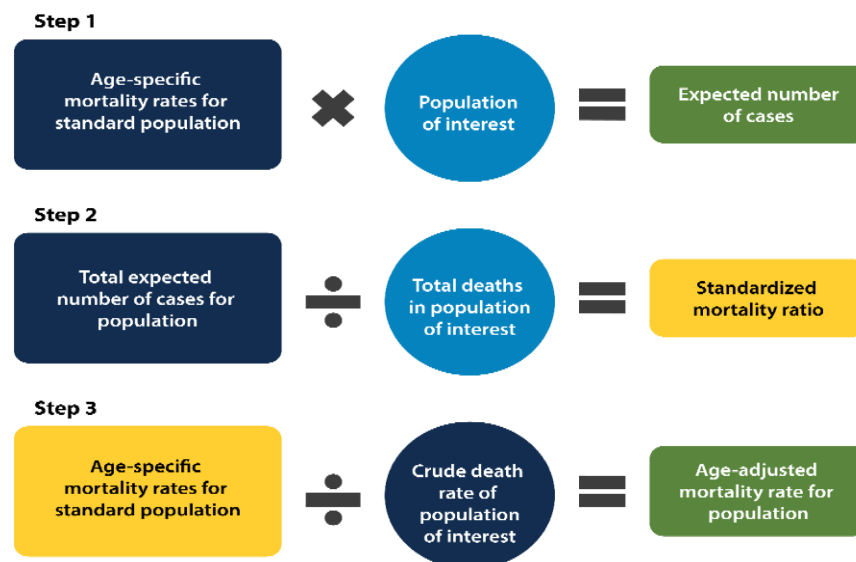 Step 1
Age-specific
mortality rates for
standard population
Population
of interest
Expected number
of cases
Step 2
Total expected
number of cases for
population
Total deaths
in population
of interest
Standardized
mortality ratio
Step 3
Age-specific
mortality rates for
standard population
Crude death
rate of
population
of interest
Age-adjusted
mortality rate for
population